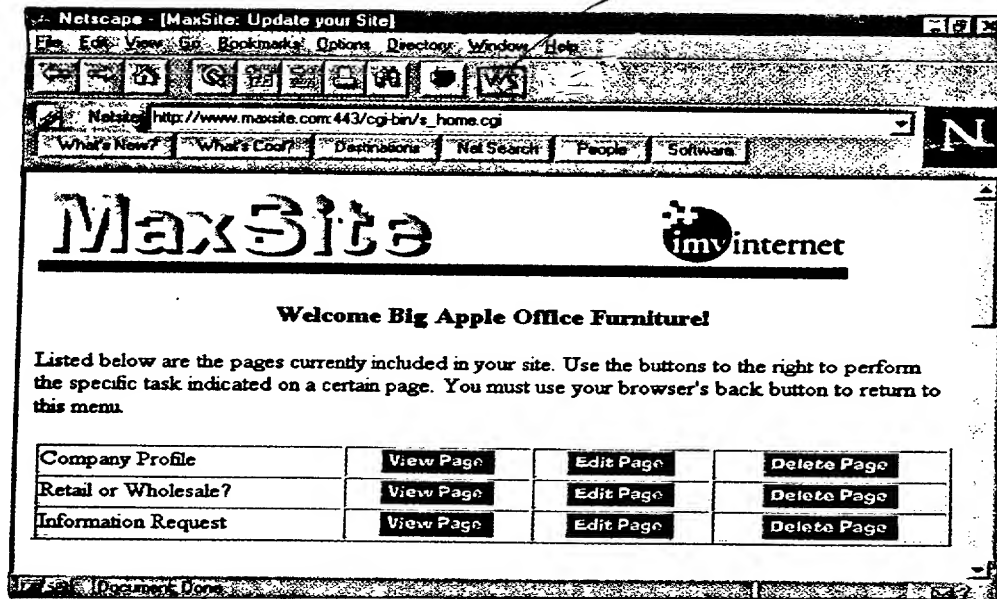 Netscape - [MaxSite: Update your Site]
File Edit View Go Bookmarks Options Directory Window Help
Netsite: http://www.maxsite.com:443/cgi-bin/s_home.cgi
What's New? What's Cool? Destinations Net Search People Software
N
MaxSite
imv internet
Welcome Big Apple Office Furniture!
Listed below are the pages currently included in your site. Use the buttons to the right to perform
the specific task indicated on a certain page. You must use your browser's back button to return to
this menu.
Company Profile View Page Edit Page Delete Page
Retail or Wholesale? View Page Edit Page Delete Page
Information Request View Page Edit Page Delete Page
Document: Done